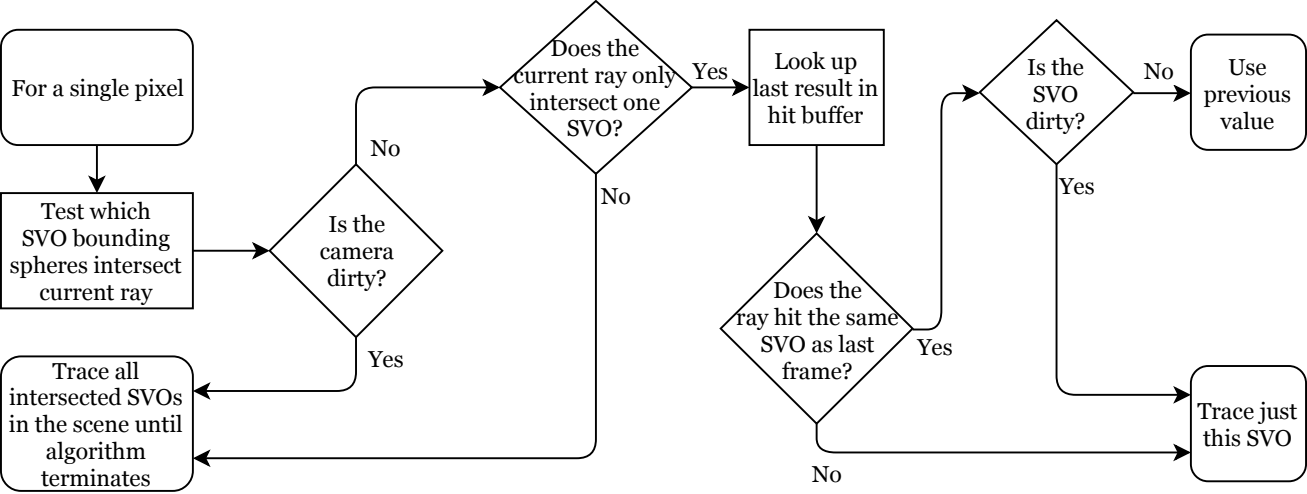 For a single pixel
Test which
SVO bounding
spheres intersect
current ray
Is the
camera
dirty?
No
Yes
Trace all
intersected SVOs
in the scene until
algorithm
terminates
Does the
current ray only
intersect one
SVO?
Yes
No
Look up
last result in
hit buffer
Does the
ray hit the same
SVO as last
frame?
Yes
No
Is the
SVO
dirty?
No
Yes
Use
previous
value
Trace just
this SVO